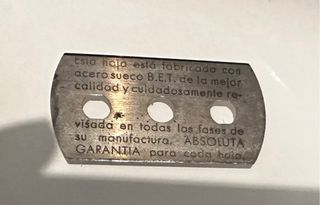 Esta hoja está fabricada con
acero sueco B.E.T. de la mejor
calidad y cuidadosamente re-
visada en todas las fases de
su manufactura. ABSOLUTA
GARANTIA para cada hoja.